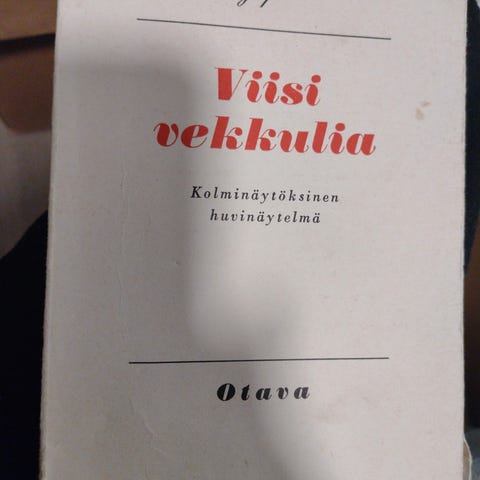 Viisi
vekkulia
Kolminäytöksinen
huvinäytelmä
Otava